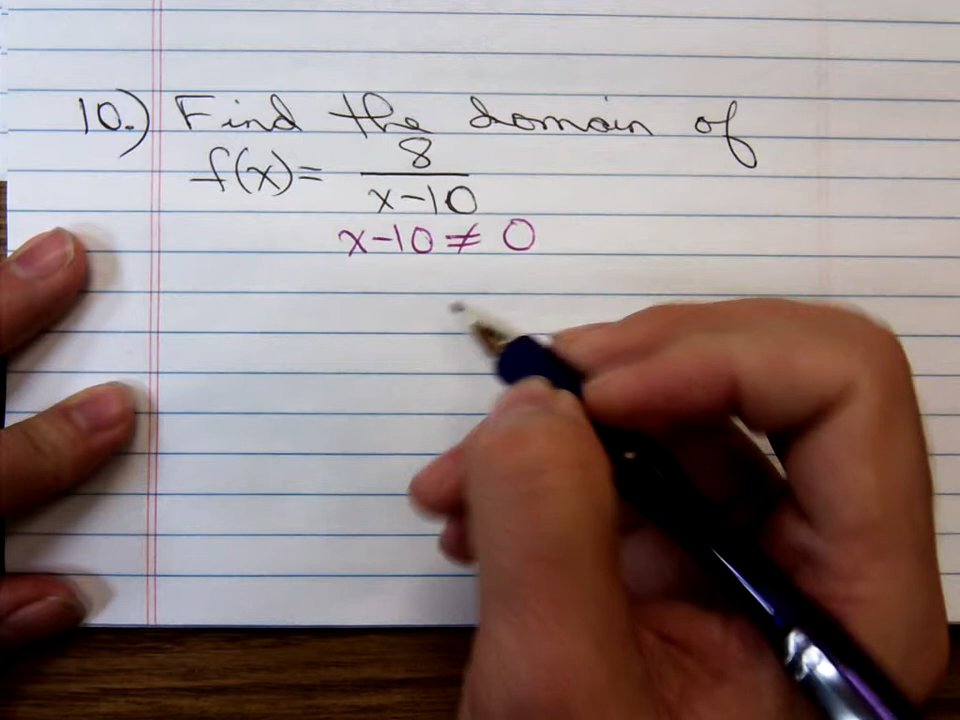 10.) Find the domain of
f(x)= 8/(x-10)
x-10 ≠ 0